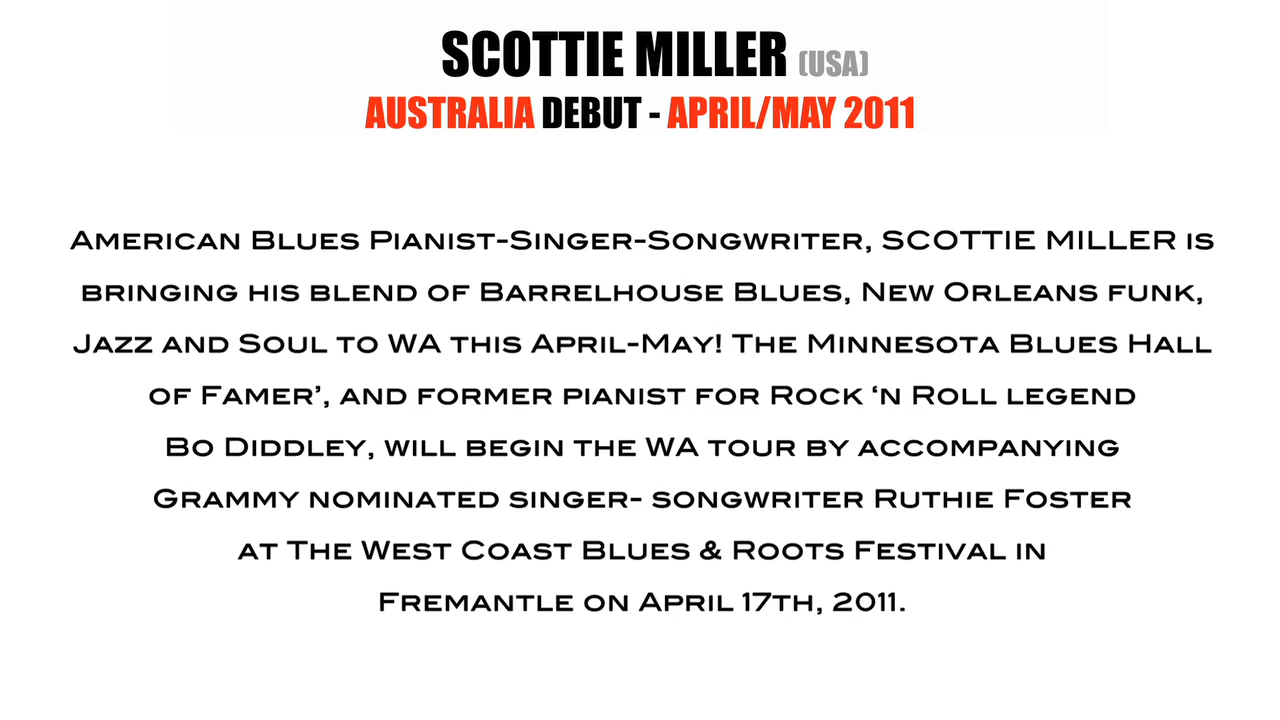 SCOTTIE MILLER (USA)
AUSTRALIA DEBUT - APRIL/MAY 2011
American Blues Pianist-Singer-Songwriter, SCOTTIE MILLER is
bringing his blend of Barrelhouse Blues, New Orleans funk,
Jazz and Soul to WA this April-May! The Minnesota Blues Hall
of Famer’, and former pianist for Rock ‘n Roll legend
Bo Diddley, will begin the WA tour by accompanying
Grammy nominated singer- songwriter Ruthie Foster
at The West Coast Blues & Roots Festival in
Fremantle on April 17th, 2011.